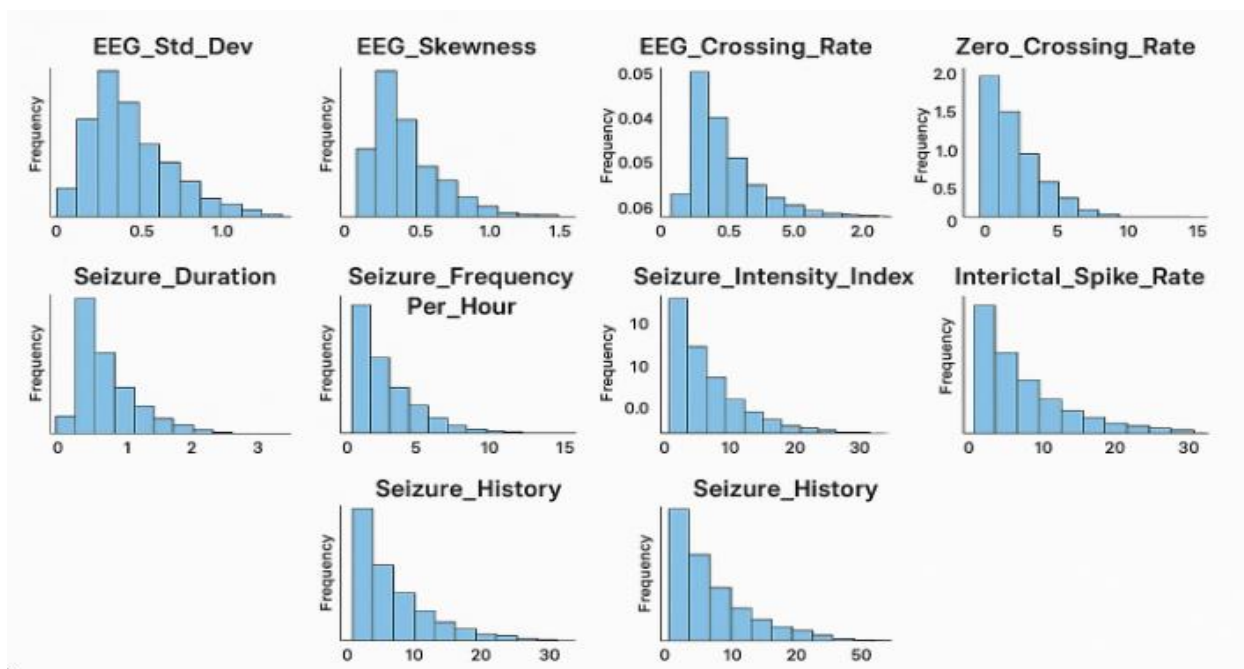 EEG_Std_Dev
Frequency
0 0.5 1.0
EEG_Skewness
Frequency
0 0.5 1.0 1.5
EEG_Crossing_Rate
Frequency
0.05
0.04
0.05
0.06
0 0.5 5.0 2.0
Zero_Crossing_Rate
Frequency
2.0
1.5
1.0
0.5
0
0 5 10 15
Seizure_Duration
Frequency
0 1 2 3
Seizure_Frequency
Per_Hour
Frequency
0 5 10 15
Seizure_Intensity_Index
Frequency
10
10
0.0
0 10 20 30
Interictal_Spike_Rate
Frequency
0 10 20 30
Seizure_History
Frequency
0 10 20 30
Seizure_History
Frequency
0 10 20 50